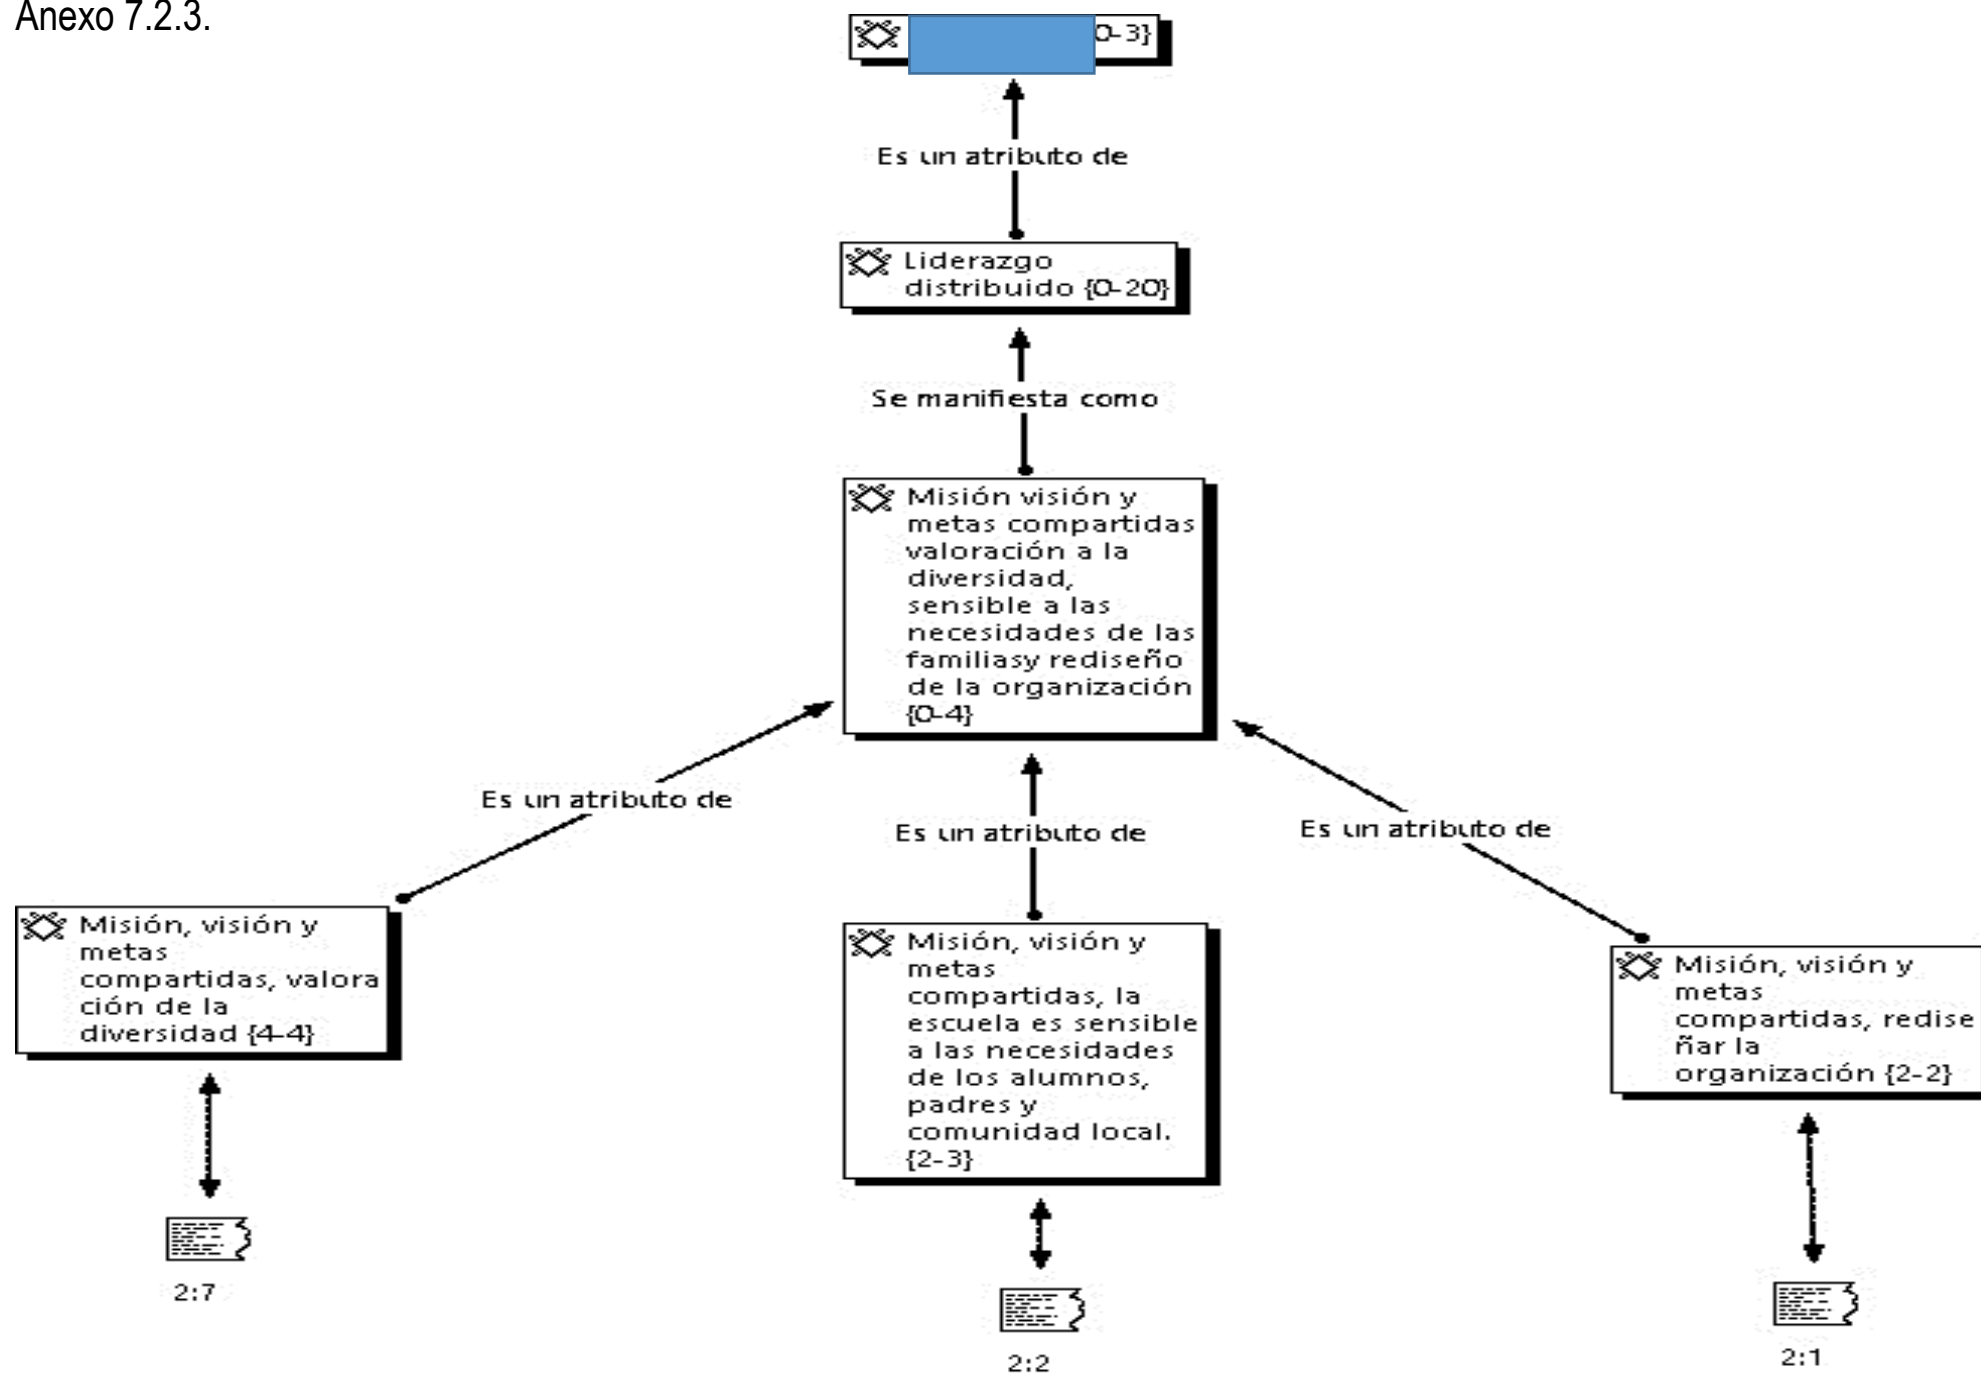 Anexo 7.2.3.
0-3}
Es un atributo de
Liderazgo
distribuido {0-20}
Se manifiesta como
Misión visión y
metas compartidas
valoración a la
diversidad,
sensible a las
necesidades de las
familiasy rediseño
de la organización
{0-4}
Es un atributo de
Es un atributo de
Es un atributo de
Misión, visión y
metas
compartidas, valora
ción de la
diversidad {4-4}
Misión, visión y
metas
compartidas, la
escuela es sensible
a las necesidades
de los alumnos,
padres y
comunidad local.
{2-3}
Misión, visión y
metas
compartidas, redise
ñar la
organización {2-2}
2:7
2:2
2:1